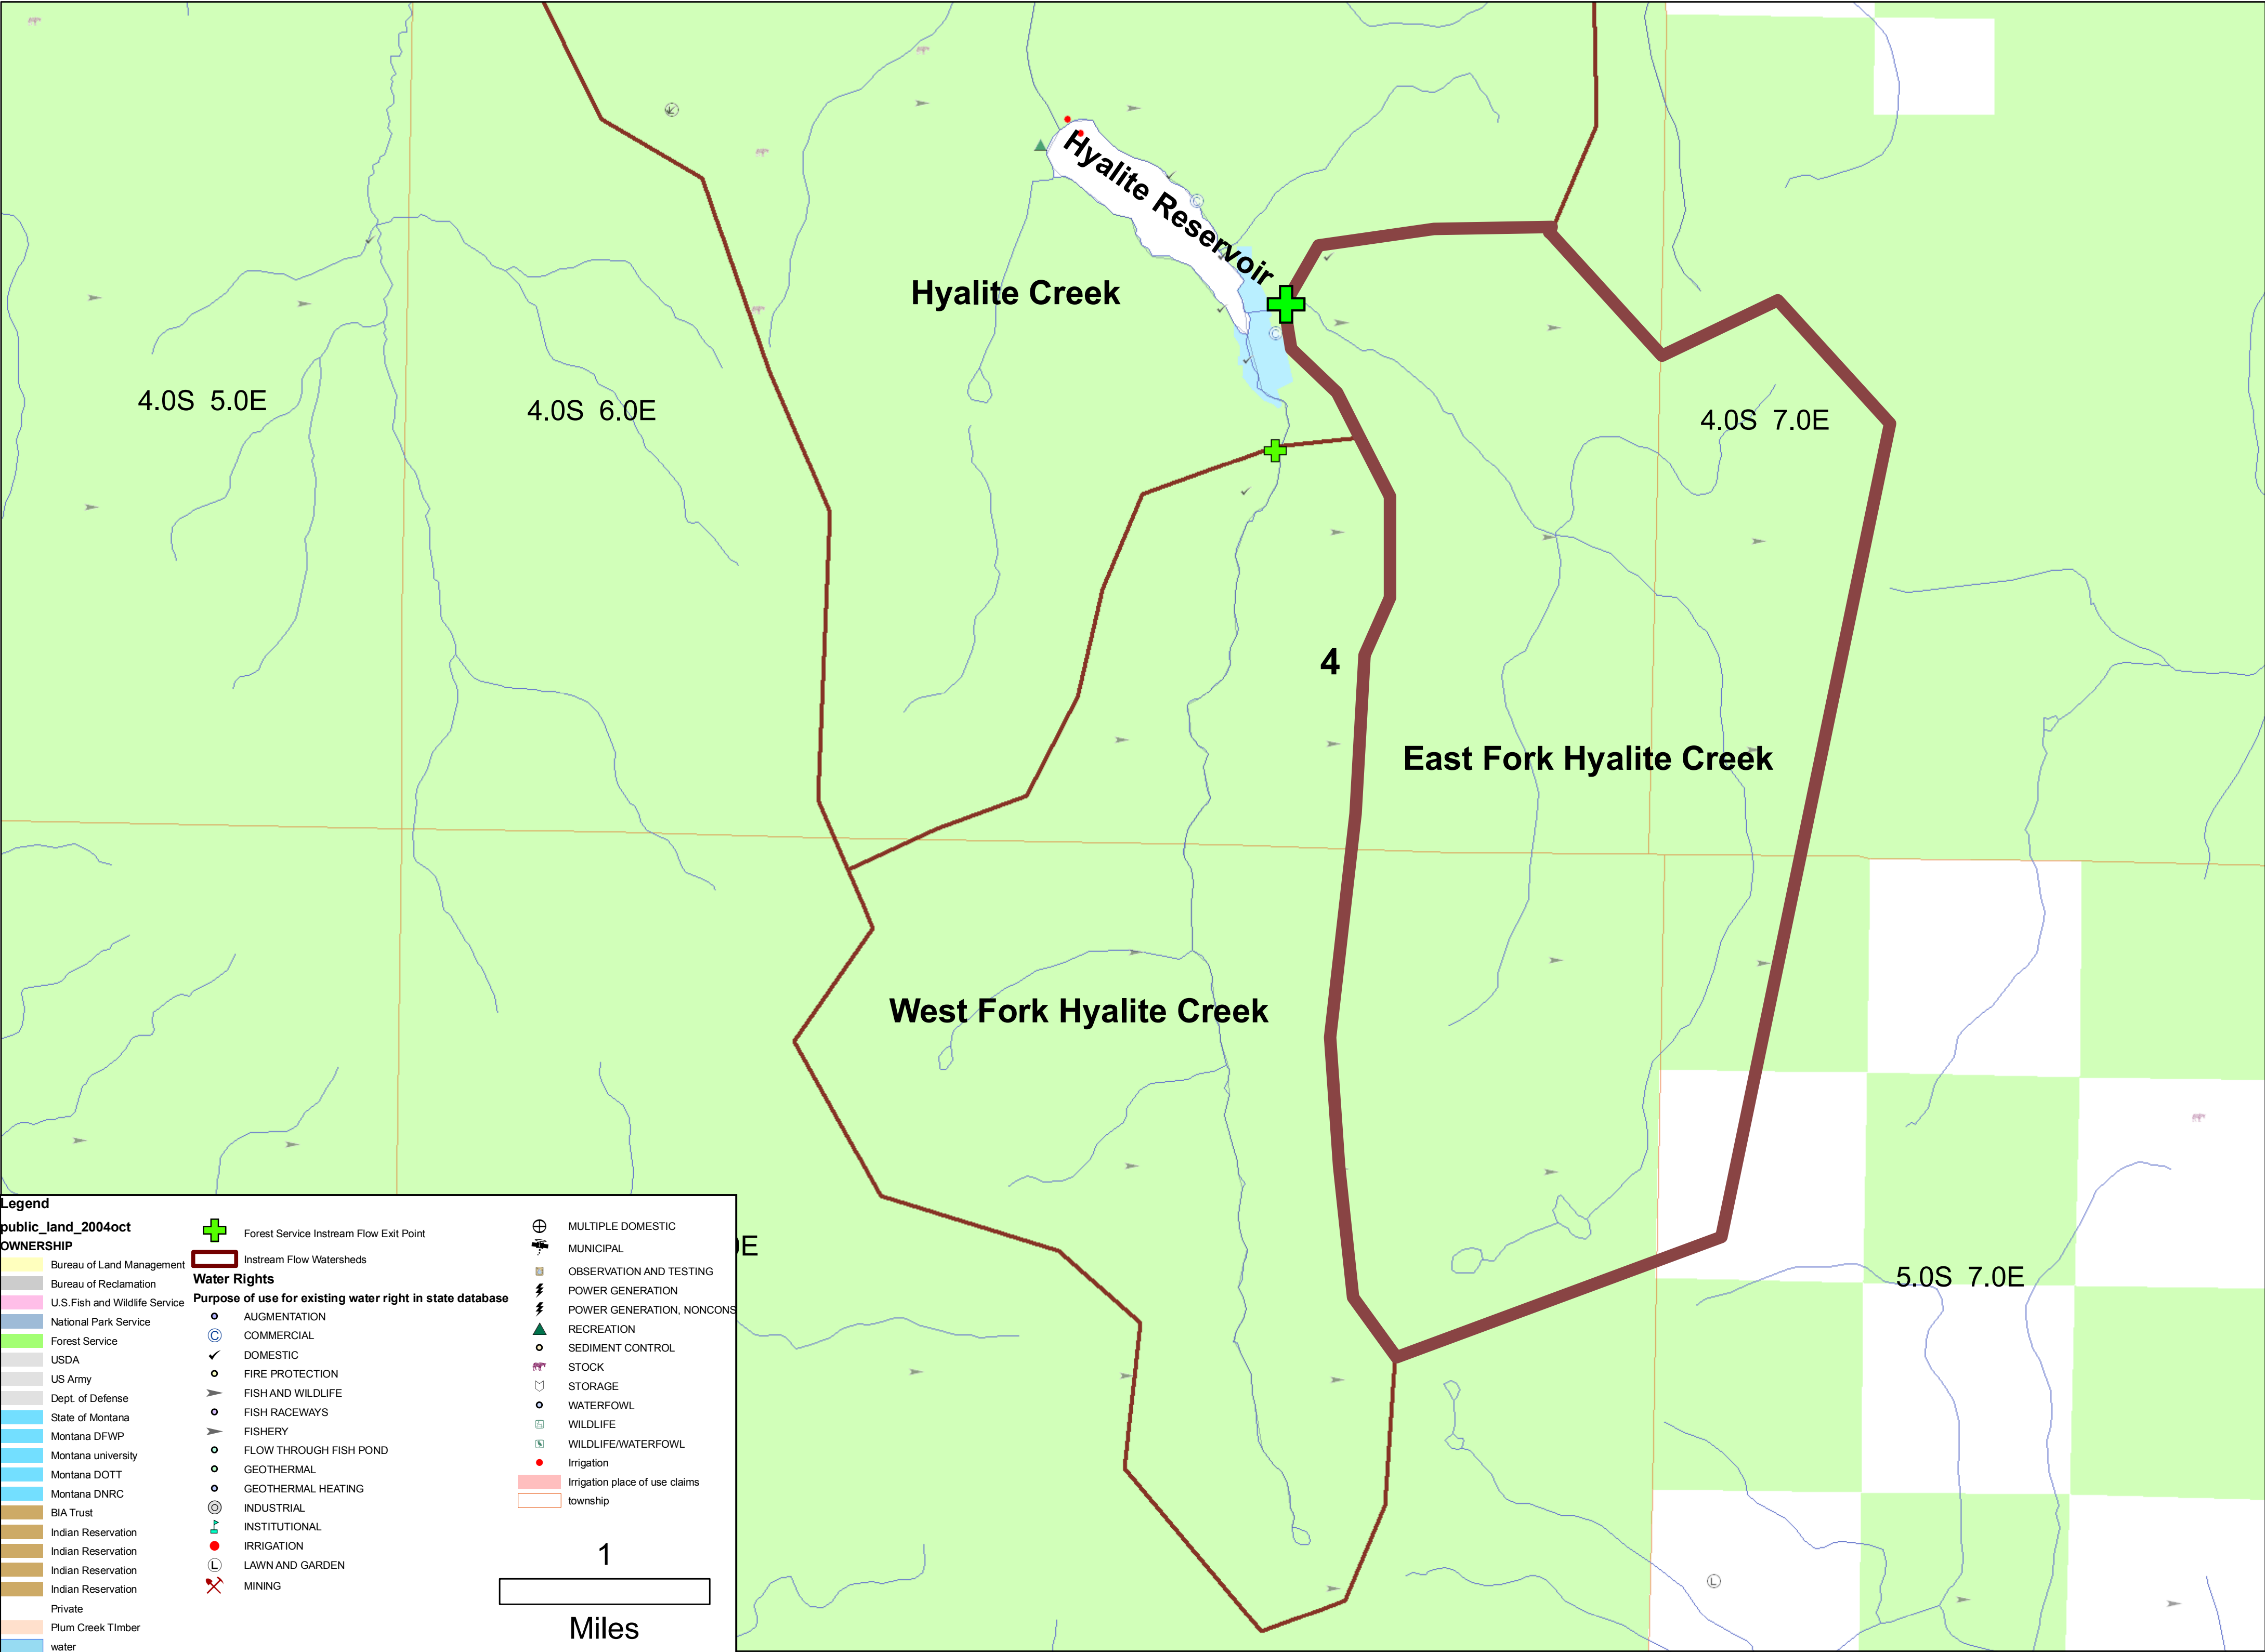 Hyalite Reservoir
Hyalite Creek
4.0S 5.0E
4.0S 6.0E
4.0S 7.0E
4
East Fork Hyalite Creek
West Fork Hyalite Creek
0E
5.0S 7.0E
L
C
C
Legend
public_land_2004oct
OWNERSHIP
Bureau of Land Management
Bureau of Reclamation
U.S.Fish and Wildlife Service
National Park Service
Forest Service
USDA
US Army
Dept. of Defense
State of Montana
Montana DFWP
Montana university
Montana DOTT
Montana DNRC
BIA Trust
Indian Reservation
Indian Reservation
Indian Reservation
Indian Reservation
Private
Plum Creek TImber
water
Forest Service Instream Flow Exit Point
Instream Flow Watersheds
Water Rights
Purpose of use for existing water right in state database
AUGMENTATION
C COMMERCIAL
DOMESTIC
FIRE PROTECTION
FISH AND WILDLIFE
FISH RACEWAYS
FISHERY
FLOW THROUGH FISH POND
GEOTHERMAL
GEOTHERMAL HEATING
INDUSTRIAL
INSTITUTIONAL
IRRIGATION
L LAWN AND GARDEN
MINING
MULTIPLE DOMESTIC
MUNICIPAL
OBSERVATION AND TESTING
POWER GENERATION
POWER GENERATION, NONCONS
RECREATION
SEDIMENT CONTROL
STOCK
STORAGE
WATERFOWL
WILDLIFE
WILDLIFE/WATERFOWL
Irrigation
Irrigation place of use claims
township
1
Miles